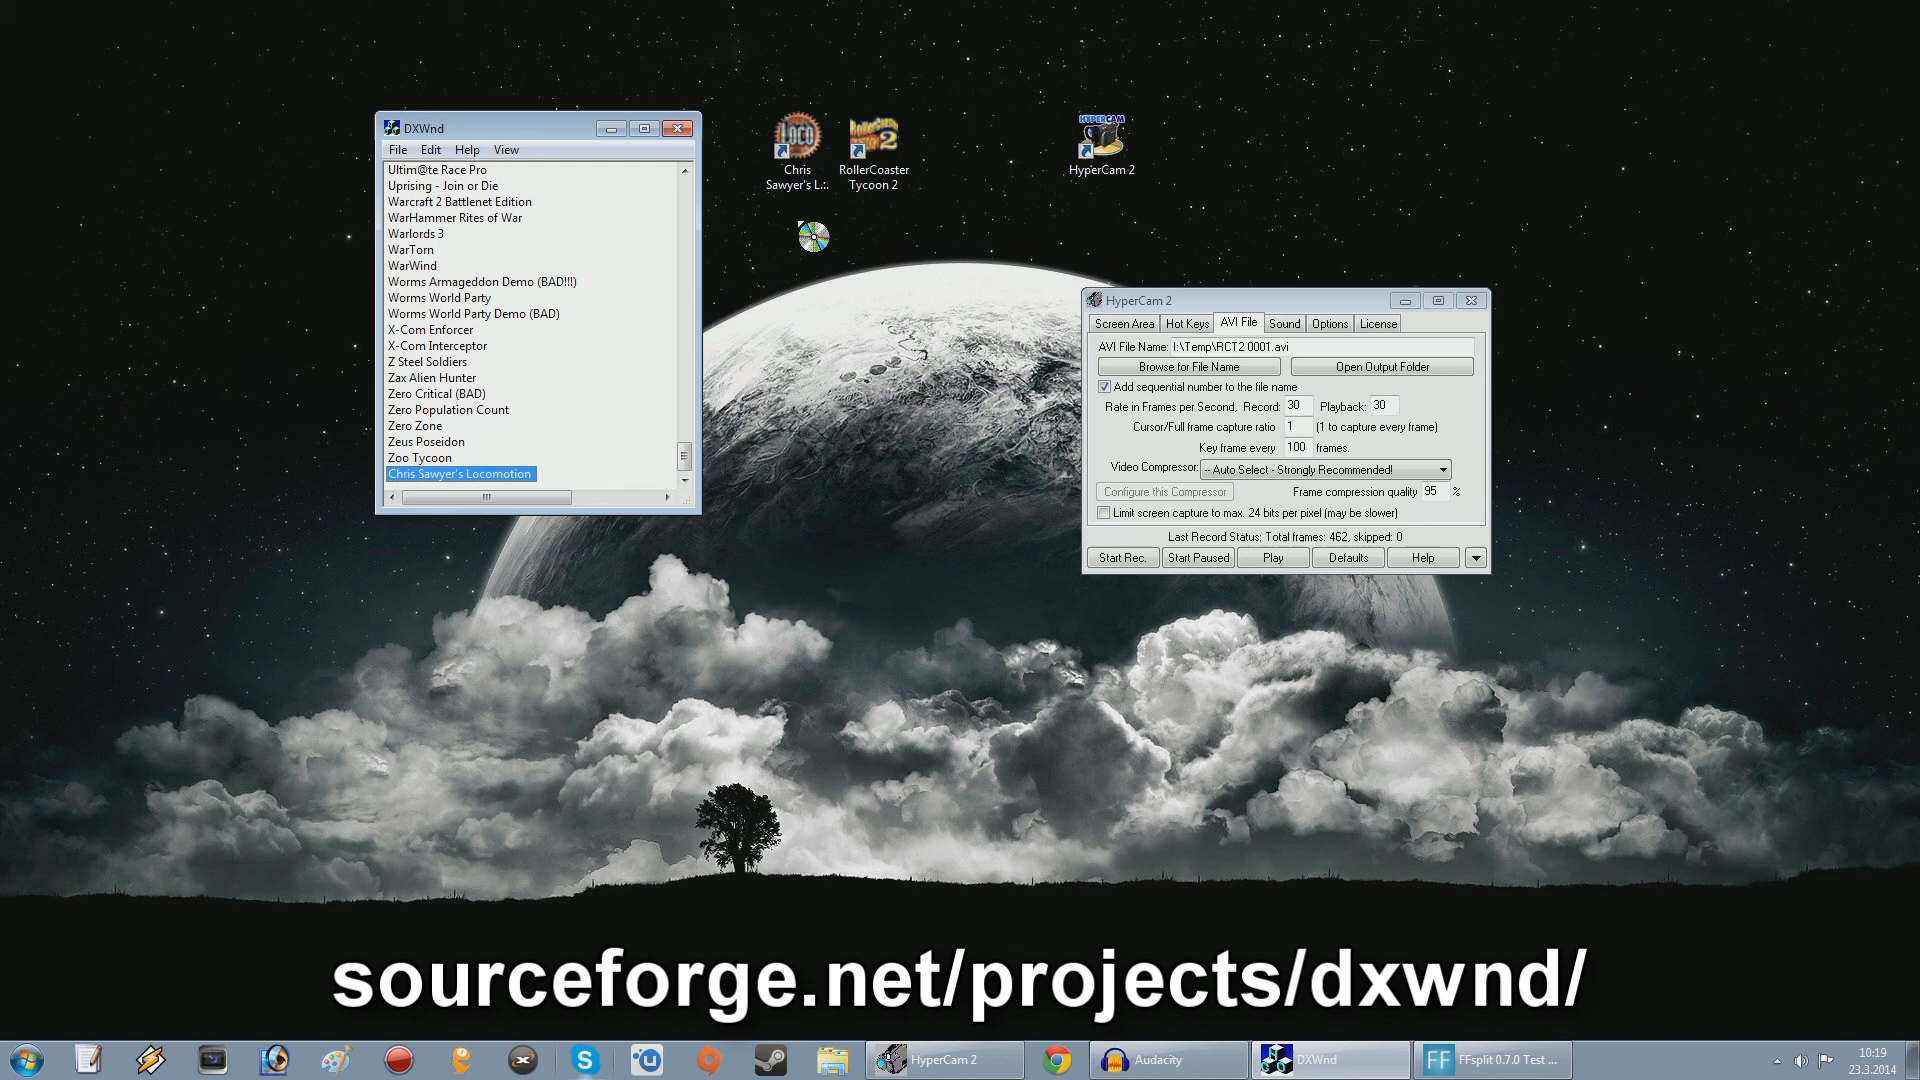 DXWnd
File Edit Help View
Ultim@te Race Pro
Uprising - Join or Die
Warcraft 2 Battlenet Edition
WarHammer Rites of War
Warlords 3
WarTorn
WarWind
Worms Armageddon Demo (BAD!!!)
Worms World Party
Worms World Party Demo (BAD)
X-Com Enforcer
X-Com Interceptor
Z Steel Soldiers
Zax Alien Hunter
Zero Critical (BAD)
Zero Population Count
Zero Zone
Zeus Poseidon
Zoo Tycoon
Chris Sawyer's Locomotion
LOCO
Chris
Sawyer's L...
RollerCoaster
Tycoon 2
RollerCoaster
Tycoon 2
HYPERCAM
HyperCam 2
HyperCam 2
Screen Area Hot Keys AVI File Sound Options License
AVI File Name: I:\Temp\RCT2 0001.avi
Browse for File Name Open Output Folder
Add sequential number to the file name
Rate in Frames per Second, Record: 30 Playback: 30
Cursor/Full frame capture ratio 1 (1 to capture every frame)
Key frame every 100 frames.
Video Compressor: -- Auto Select - Strongly Recommended!
Configure this Compressor Frame compression quality 95 %
Limit screen capture to max. 24 bits per pixel (may be slower)
Last Record Status: Total frames: 462, skipped: 0
Start Rec. Start Paused Play Defaults Help
sourceforge.net/projects/dxwnd/
HyperCam 2 Audacity DXWnd FF FFsplit 0.7.0 Test ...
10:19
23.3.2014